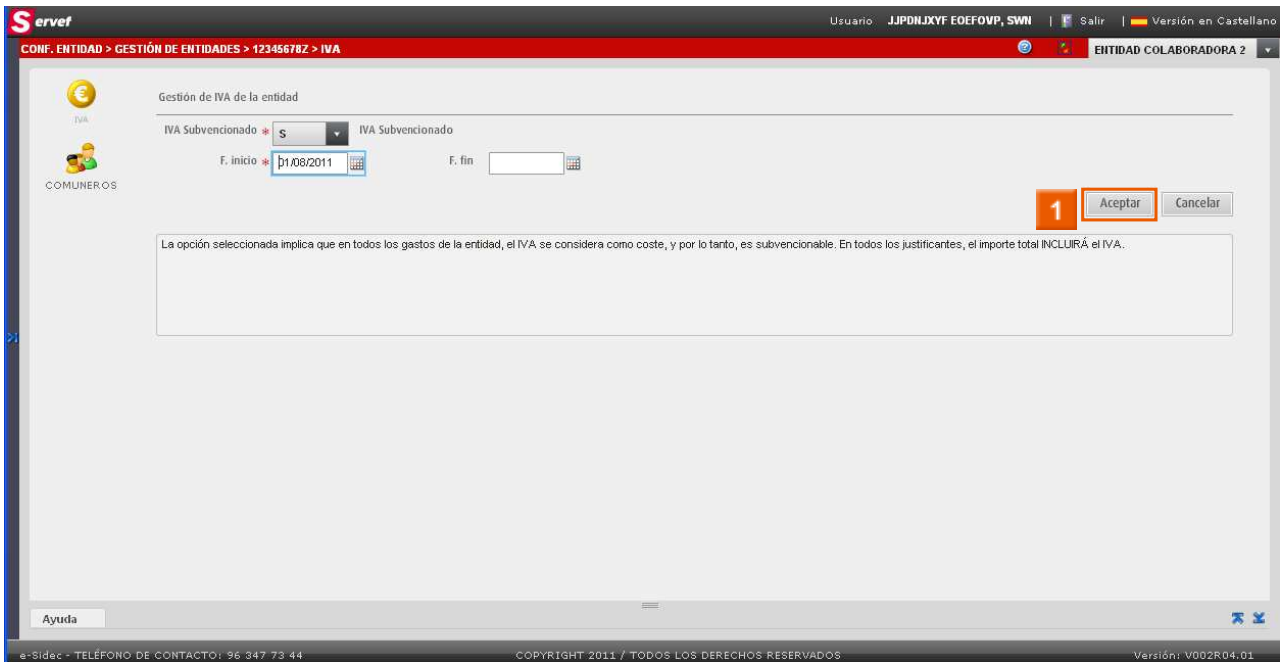 Servef
Usuario JJPDNJXYF EOEFOVP, SWN | Salir | Versión en Castellano
CONF. ENTIDAD > GESTIÓN DE ENTIDADES > 12345678Z > IVA
ENTIDAD COLABORADORA 2
IVA
COMUNEROS
Gestión de IVA de la entidad
IVA Subvencionado * S IVA Subvencionado
F. inicio * 01/08/2011 F. fin
1 Aceptar Cancelar
La opción seleccionada implica que en todos los gastos de la entidad, el IVA se considera como coste, y por lo tanto, es subvencionable. En todos los justificantes, el importe total INCLUIRÁ el IVA.
Ayuda
e-Sidec - TELÉFONO DE CONTACTO: 96 347 73 44 COPYRIGHT 2011 / TODOS LOS DERECHOS RESERVADOS Versión: V002R04.01